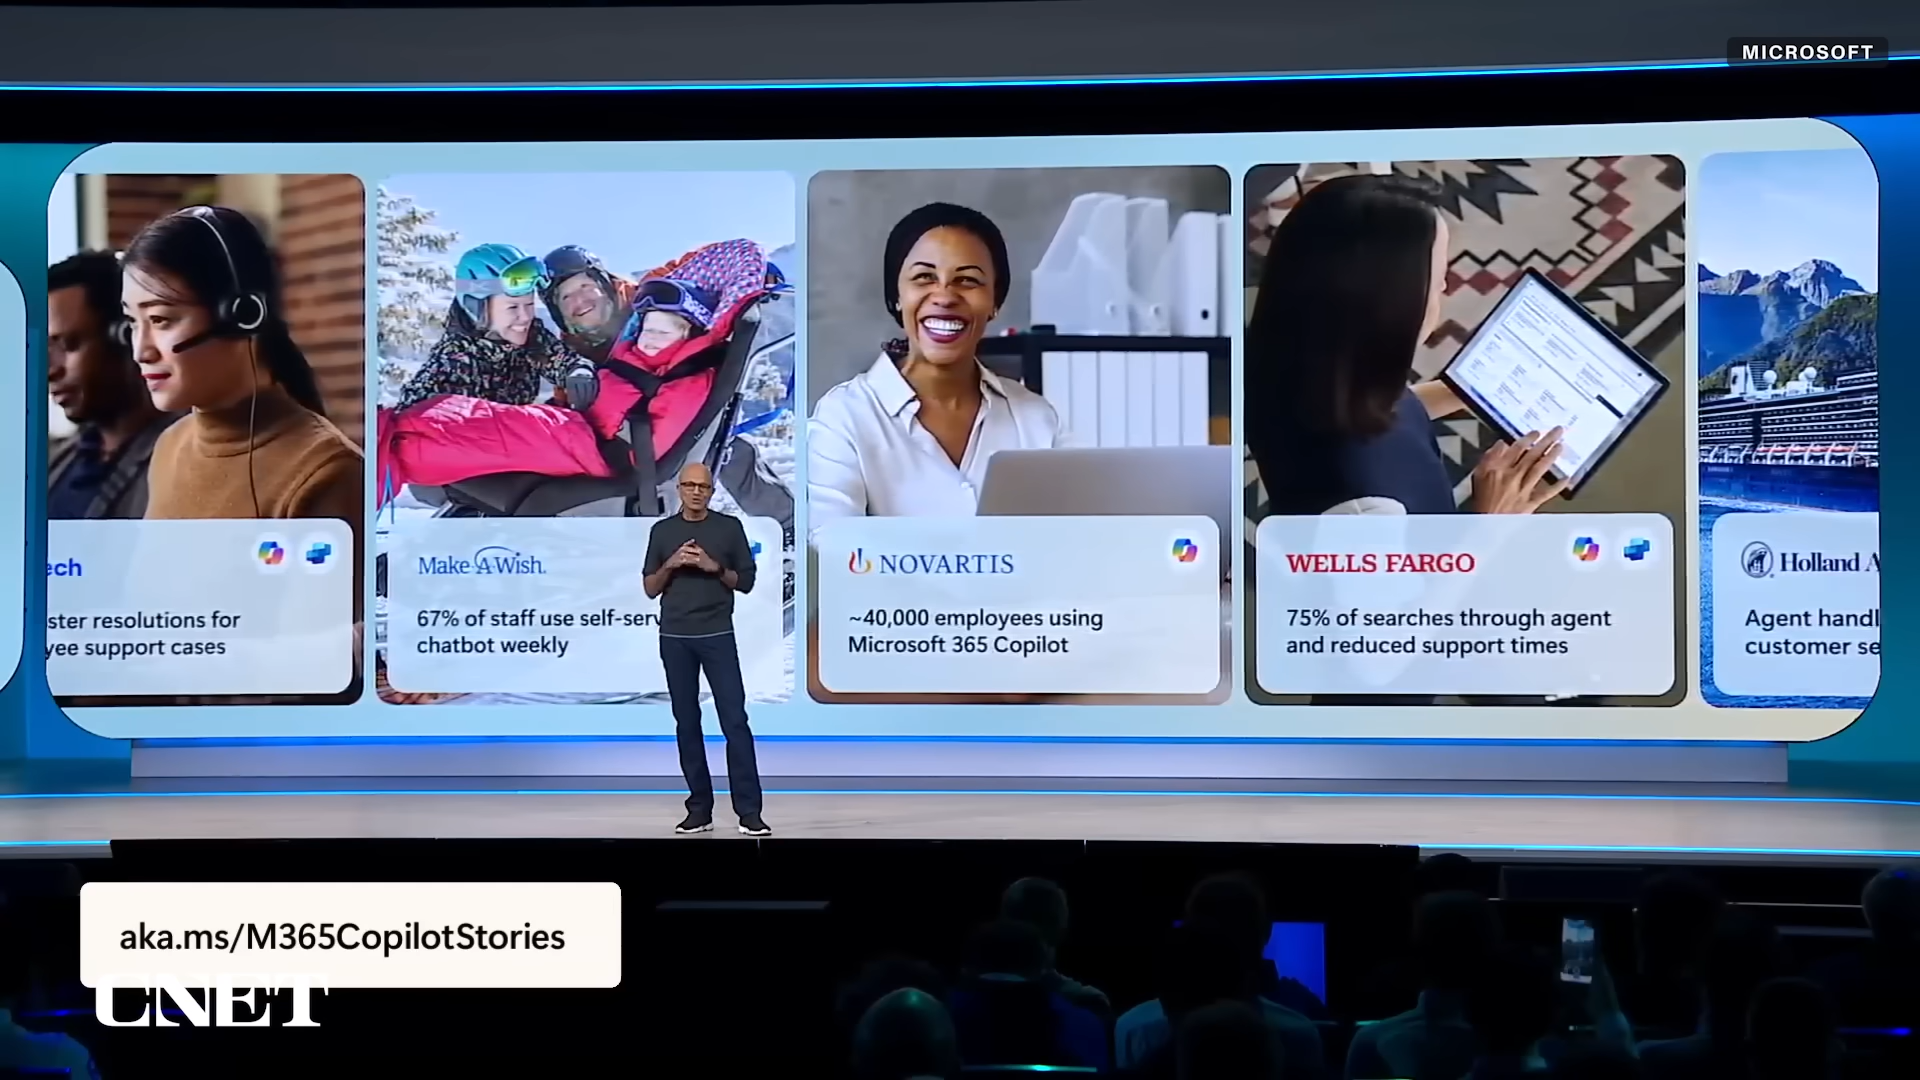 MICROSOFT
ech
ster resolutions for
yee support cases
Make-A-Wish.
67% of staff use self-serv
chatbot weekly
NOVARTIS
~40,000 employees using
Microsoft 365 Copilot
WELLS FARGO
75% of searches through agent
and reduced support times
Holland A
Agent handl
customer se
aka.ms/M365CopilotStories
CNET